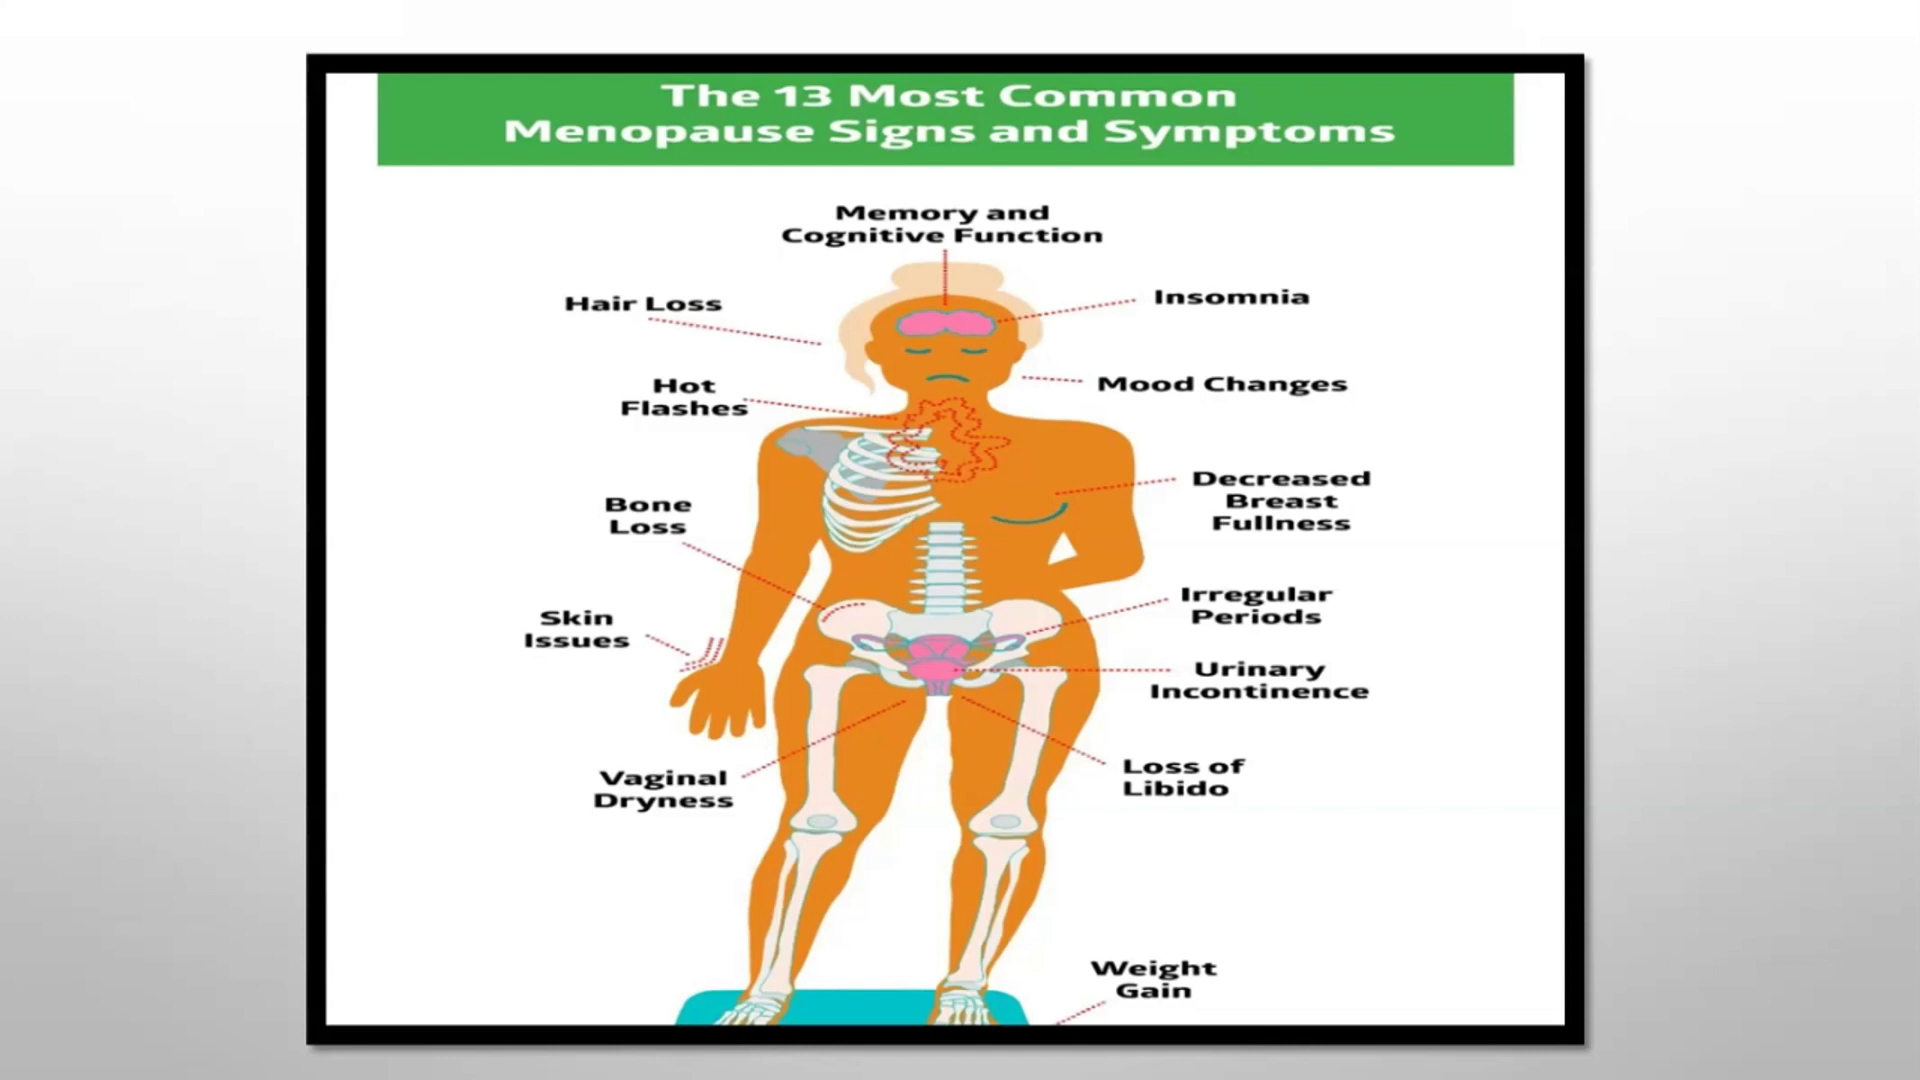 The 13 Most Common
Menopause Signs and Symptoms
Memory and
Cognitive Function
Hair Loss
Insomnia
Hot
Flashes
Mood Changes
Bone
Loss
Decreased
Breast
Fullness
Skin
Issues
Irregular
Periods
Urinary
Incontinence
Vaginal
Dryness
Loss of
Libido
Weight
Gain